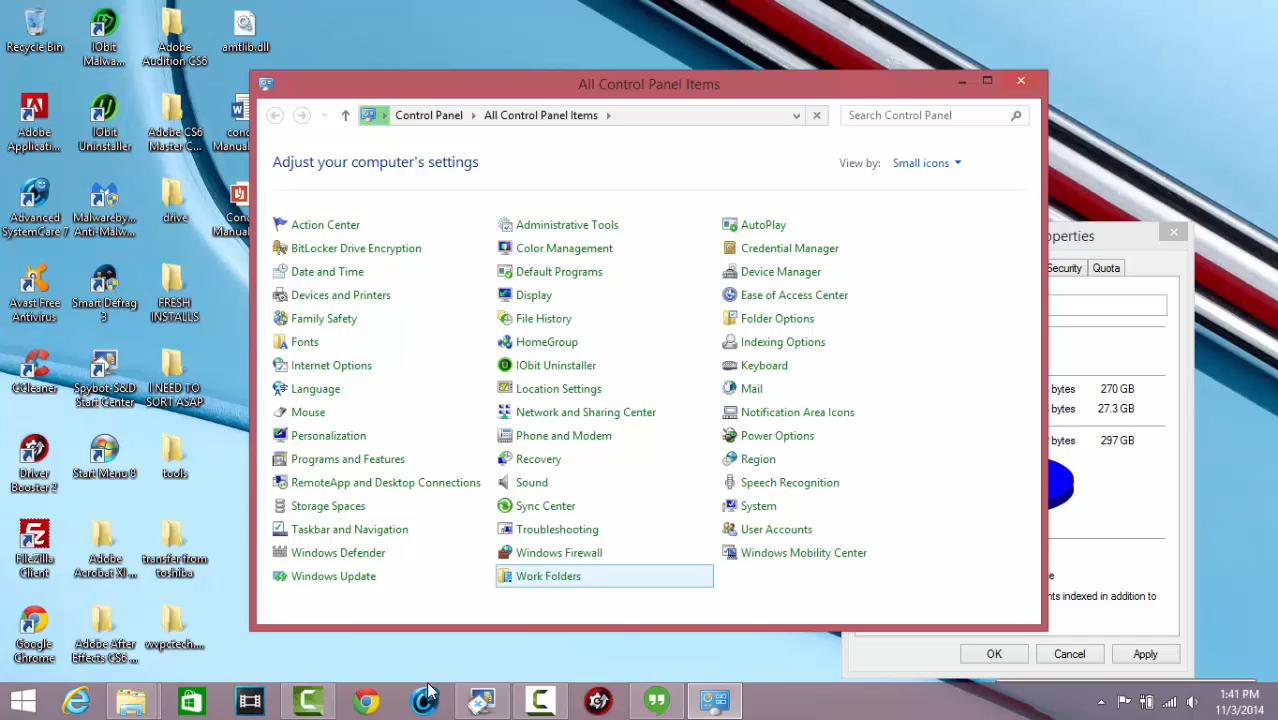 Recycle Bin
IObit Malwa...
Adobe Audition CS6
amtlib.dll
Adobe Applicatio...
IObit Uninstaller
Adobe CS6 Master C...
Advanced SystemCare 7
Malwareby... Anti-Malw...
drive
Avast Free Antivirus
Smart Defrag 3
FRESH INSTALLS
CCleaner
Spybot-S&D Start Center
I NEED TO SORT ASAP
Driver Booster 2
Start Menu 8
tools
FileZilla Client
Adobe Acrobat XI ...
transfer from toshiba
Google Chrome
Adobe After Effects CS6 ...
wvpctech....
All Control Panel Items
Control Panel
All Control Panel Items
Search Control Panel
Adjust your computer's settings
View by: Small icons
Action Center
Administrative Tools
AutoPlay
BitLocker Drive Encryption
Color Management
Credential Manager
Date and Time
Default Programs
Device Manager
Devices and Printers
Display
Ease of Access Center
Family Safety
File History
Folder Options
Fonts
HomeGroup
Indexing Options
Internet Options
IObit Uninstaller
Keyboard
Language
Location Settings
Mail
Mouse
Network and Sharing Center
Notification Area Icons
Personalization
Phone and Modem
Power Options
Programs and Features
Recovery
Region
RemoteApp and Desktop Connections
Sound
Speech Recognition
Storage Spaces
Sync Center
System
Taskbar and Navigation
Troubleshooting
User Accounts
Windows Defender
Windows Firewall
Windows Mobility Center
Windows Update
Work Folders
operties
Security Quota
bytes 270 GB
bytes 27.3 GB
bytes 297 GB
nts indexed in addition to
OK
Cancel
Apply
1:41 PM
11/3/2014